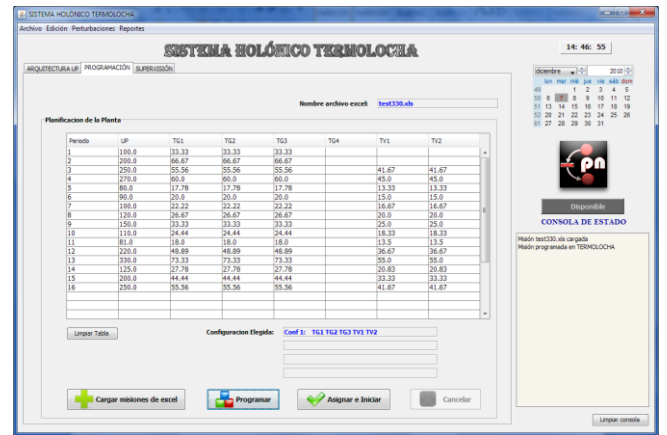 SISTEMA HOLÓNICO TERMOLOCHA
Archivo Edición Perturbaciones Reportes
SISTEMA HOLÓNICO TERMOLOCHA
14: 46: 55
ARQUITECTURA UP PROGRAMACIÓN SUPERVISIÓN
diciembre 2010
lun mar mié jue vie sáb dom
49 1 2 3 4 5
50 6 7 8 9 10 11 12
51 13 14 15 16 17 18 19
52 20 21 22 23 24 25 26
51 27 28 29 30 31
Nombre archivo excel: test330.xls
Planificacion de la Planta
Periodo UP TG1 TG2 TG3 TG4 TV1 TV2
1 100.0 33.33 33.33 33.33
2 200.0 66.67 66.67 66.67
3 250.0 55.56 55.56 55.56 41.67 41.67
4 270.0 60.0 60.0 60.0 45.0 45.0
5 80.0 17.78 17.78 17.78 13.33 13.33
6 90.0 20.0 20.0 20.0 15.0 15.0
7 100.0 22.22 22.22 22.22 16.67 16.67
8 120.0 26.67 26.67 26.67 20.0 20.0
9 150.0 33.33 33.33 33.33 25.0 25.0
10 110.0 24.44 24.44 24.44 18.33 18.33
11 81.0 18.0 18.0 18.0 13.5 13.5
12 220.0 48.89 48.89 48.89 36.67 36.67
13 330.0 73.33 73.33 73.33 55.0 55.0
14 125.0 27.78 27.78 27.78 20.83 20.83
15 200.0 44.44 44.44 44.44 33.33 33.33
16 250.0 55.56 55.56 55.56 41.67 41.67
pn
Disponible
CONSOLA DE ESTADO
Misión test330.xls cargada
Misión programada en TERMOLOCHA
Limpiar Tabla
Configuracion Elegida: Conf 1: TG1 TG2 TG3 TV1 TV2
Cargar misiones de excel
Programar
Asignar e Iniciar
Cancelar
Limpiar consola